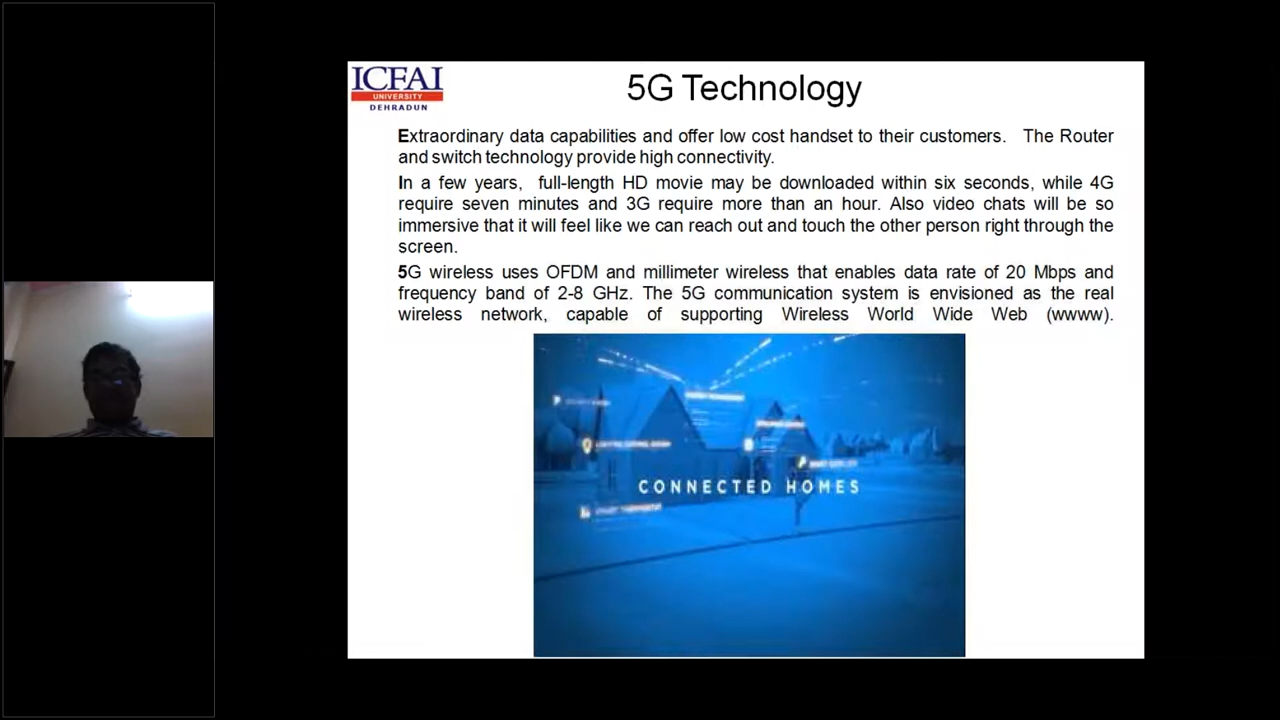 ICFAI
UNIVERSITY
DEHRADUN
5G Technology
Extraordinary data capabilities and offer low cost handset to their customers. The Router
and switch technology provide high connectivity.
In a few years, full-length HD movie may be downloaded within six seconds, while 4G
require seven minutes and 3G require more than an hour. Also video chats will be so
immersive that it will feel like we can reach out and touch the other person right through the
screen.
5G wireless uses OFDM and millimeter wireless that enables data rate of 20 Mbps and
frequency band of 2-8 GHz. The 5G communication system is envisioned as the real
wireless network, capable of supporting Wireless World Wide Web (wwww).
CONNECTED HOMES